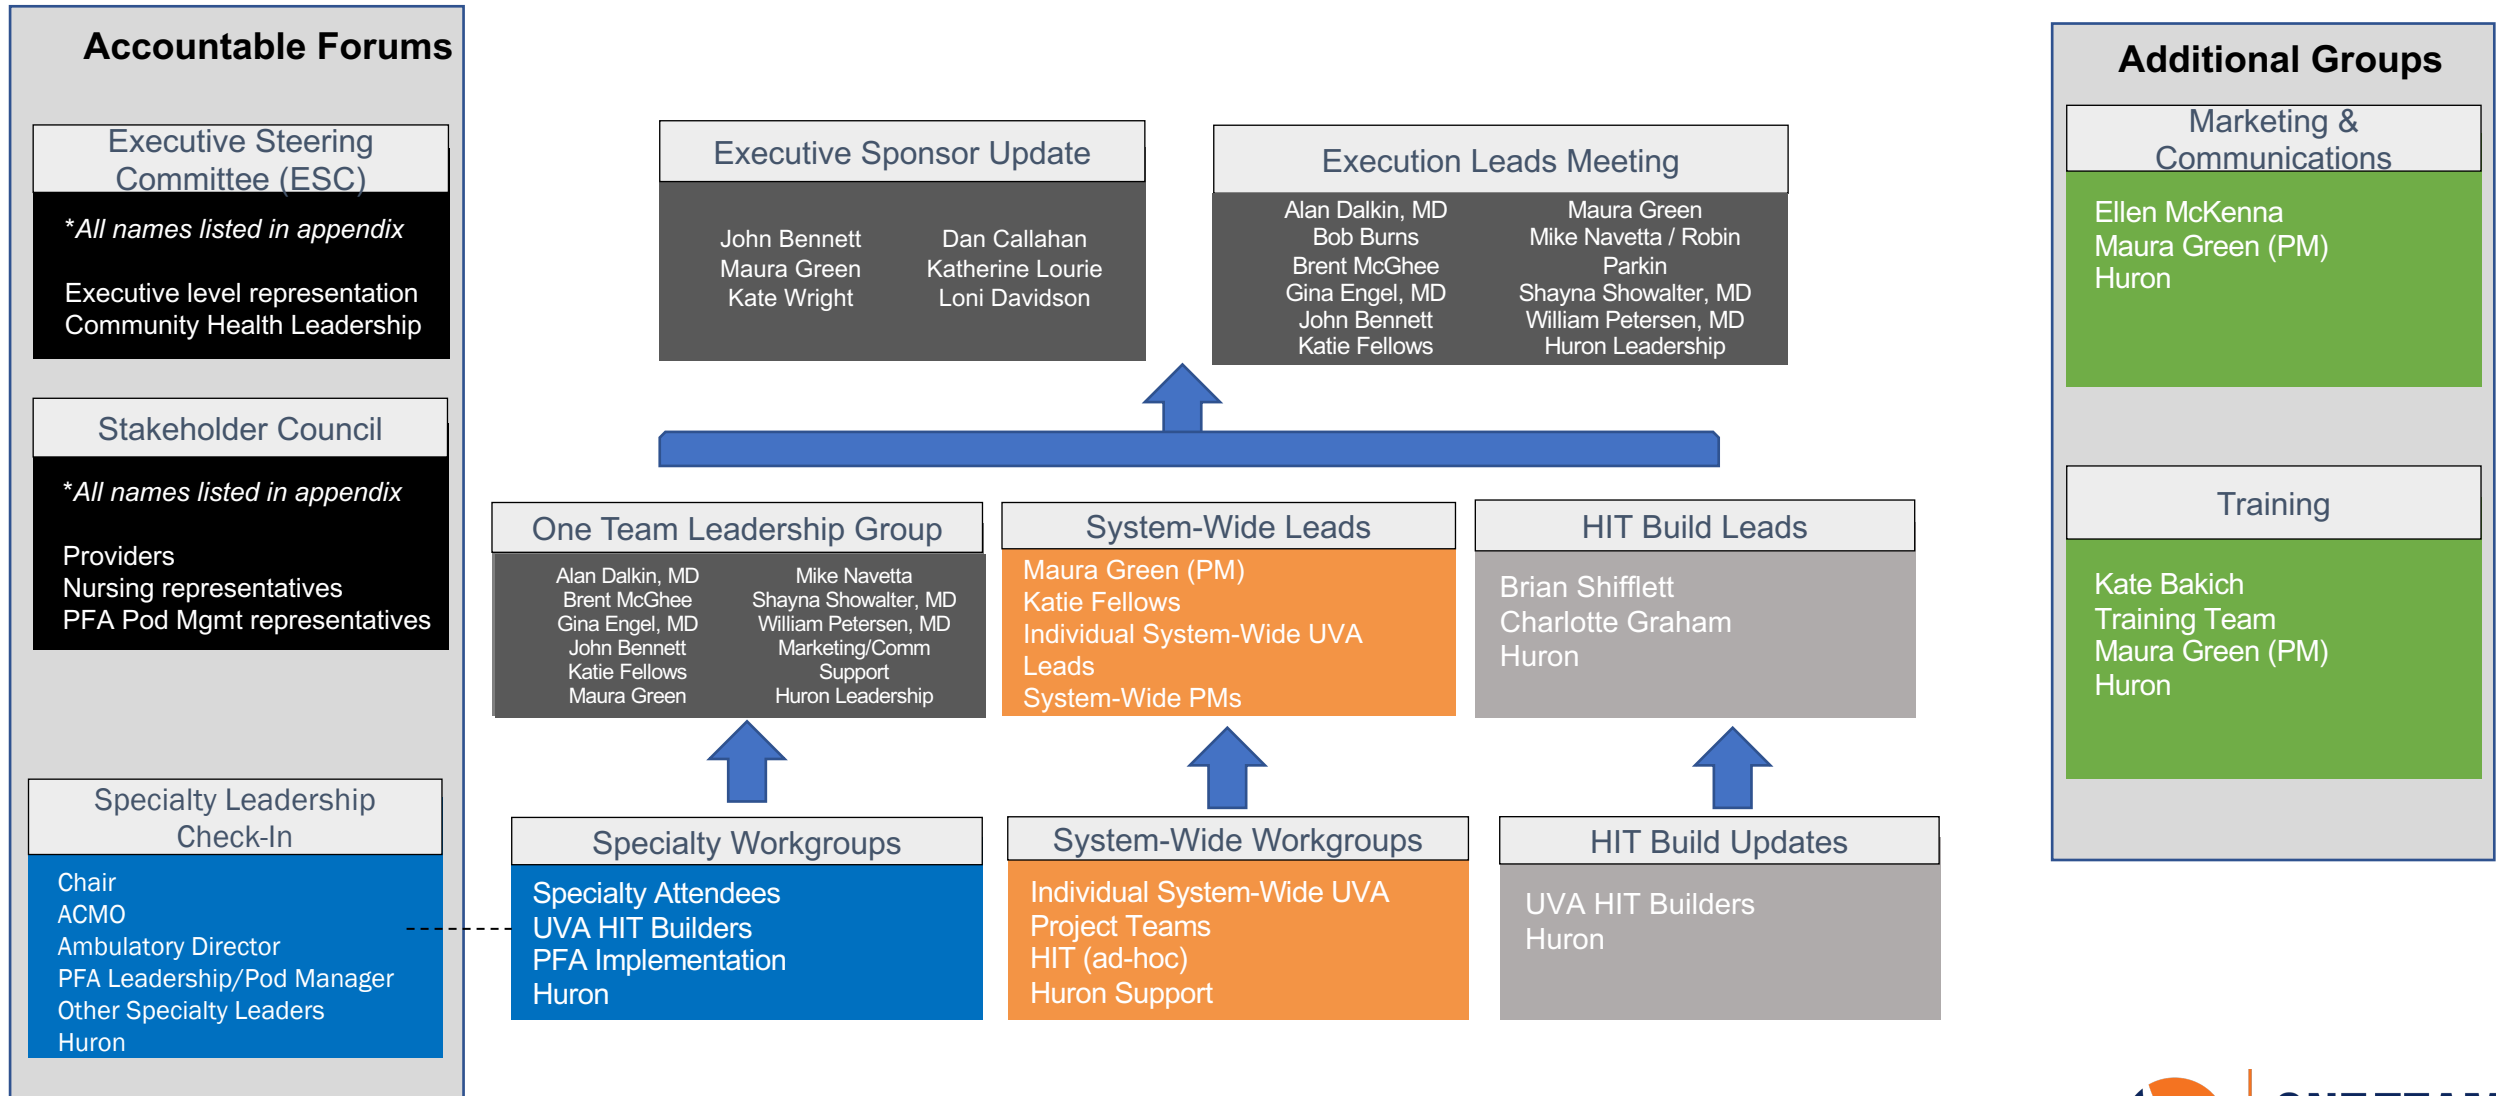 Accountable Forums
Executive Steering
Committee (ESC)
*All names listed in appendix
Executive level representation
Community Health Leadership
Stakeholder Council
*All names listed in appendix
Providers
Nursing representatives
PFA Pod Mgmt representatives
Specialty Leadership
Check-In
Chair
ACMO
Ambulatory Director
PFA Leadership/Pod Manager
Other Specialty Leaders
Huron
Executive Sponsor Update
John Bennett
Maura Green
Kate Wright
Dan Callahan
Katherine Lourie
Loni Davidson
Execution Leads Meeting
Alan Dalkin, MD
Bob Burns
Brent McGhee
Gina Engel, MD
John Bennett
Katie Fellows
Maura Green
Mike Navetta / Robin
Parkin
Shayna Showalter, MD
William Petersen, MD
Huron Leadership
One Team Leadership Group
Alan Dalkin, MD
Brent McGhee
Gina Engel, MD
John Bennett
Katie Fellows
Maura Green
Mike Navetta
Shayna Showalter, MD
William Petersen, MD
Marketing/Comm
Support
Huron Leadership
System-Wide Leads
Maura Green (PM)
Katie Fellows
Individual System-Wide UVA
Leads
System-Wide PMs
HIT Build Leads
Brian Shifflett
Charlotte Graham
Huron
Specialty Workgroups
Specialty Attendees
UVA HIT Builders
PFA Implementation
Huron
System-Wide Workgroups
Individual System-Wide UVA
Project Teams
HIT (ad-hoc)
Huron Support
HIT Build Updates
UVA HIT Builders
Huron
Additional Groups
Marketing &
Communications
Ellen McKenna
Maura Green (PM)
Huron
Training
Kate Bakich
Training Team
Maura Green (PM)
Huron